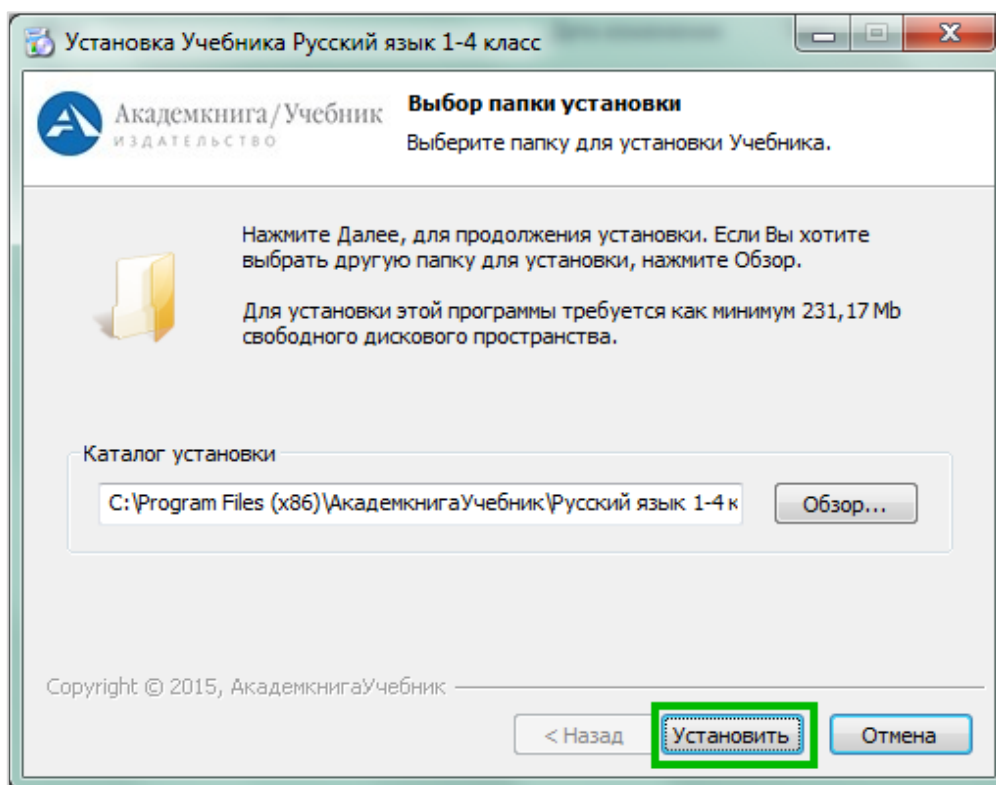 Установка Учебника Русский язык 1-4 класс
Академкнига/Учебник
ИЗДАТЕЛЬСТВО
Выбор папки установки
Выберите папку для установки Учебника.
Нажмите Далее, для продолжения установки. Если Вы хотите
выбрать другую папку для установки, нажмите Обзор.
Для установки этой программы требуется как минимум 231,17 Mb
свободного дискового пространства.
Каталог установки
C:\Program Files (x86)\АкадемкнигаУчебник\Русский язык 1-4 к
Обзор...
Copyright © 2015, АкадемкнигаУчебник
< Назад
Установить
Отмена